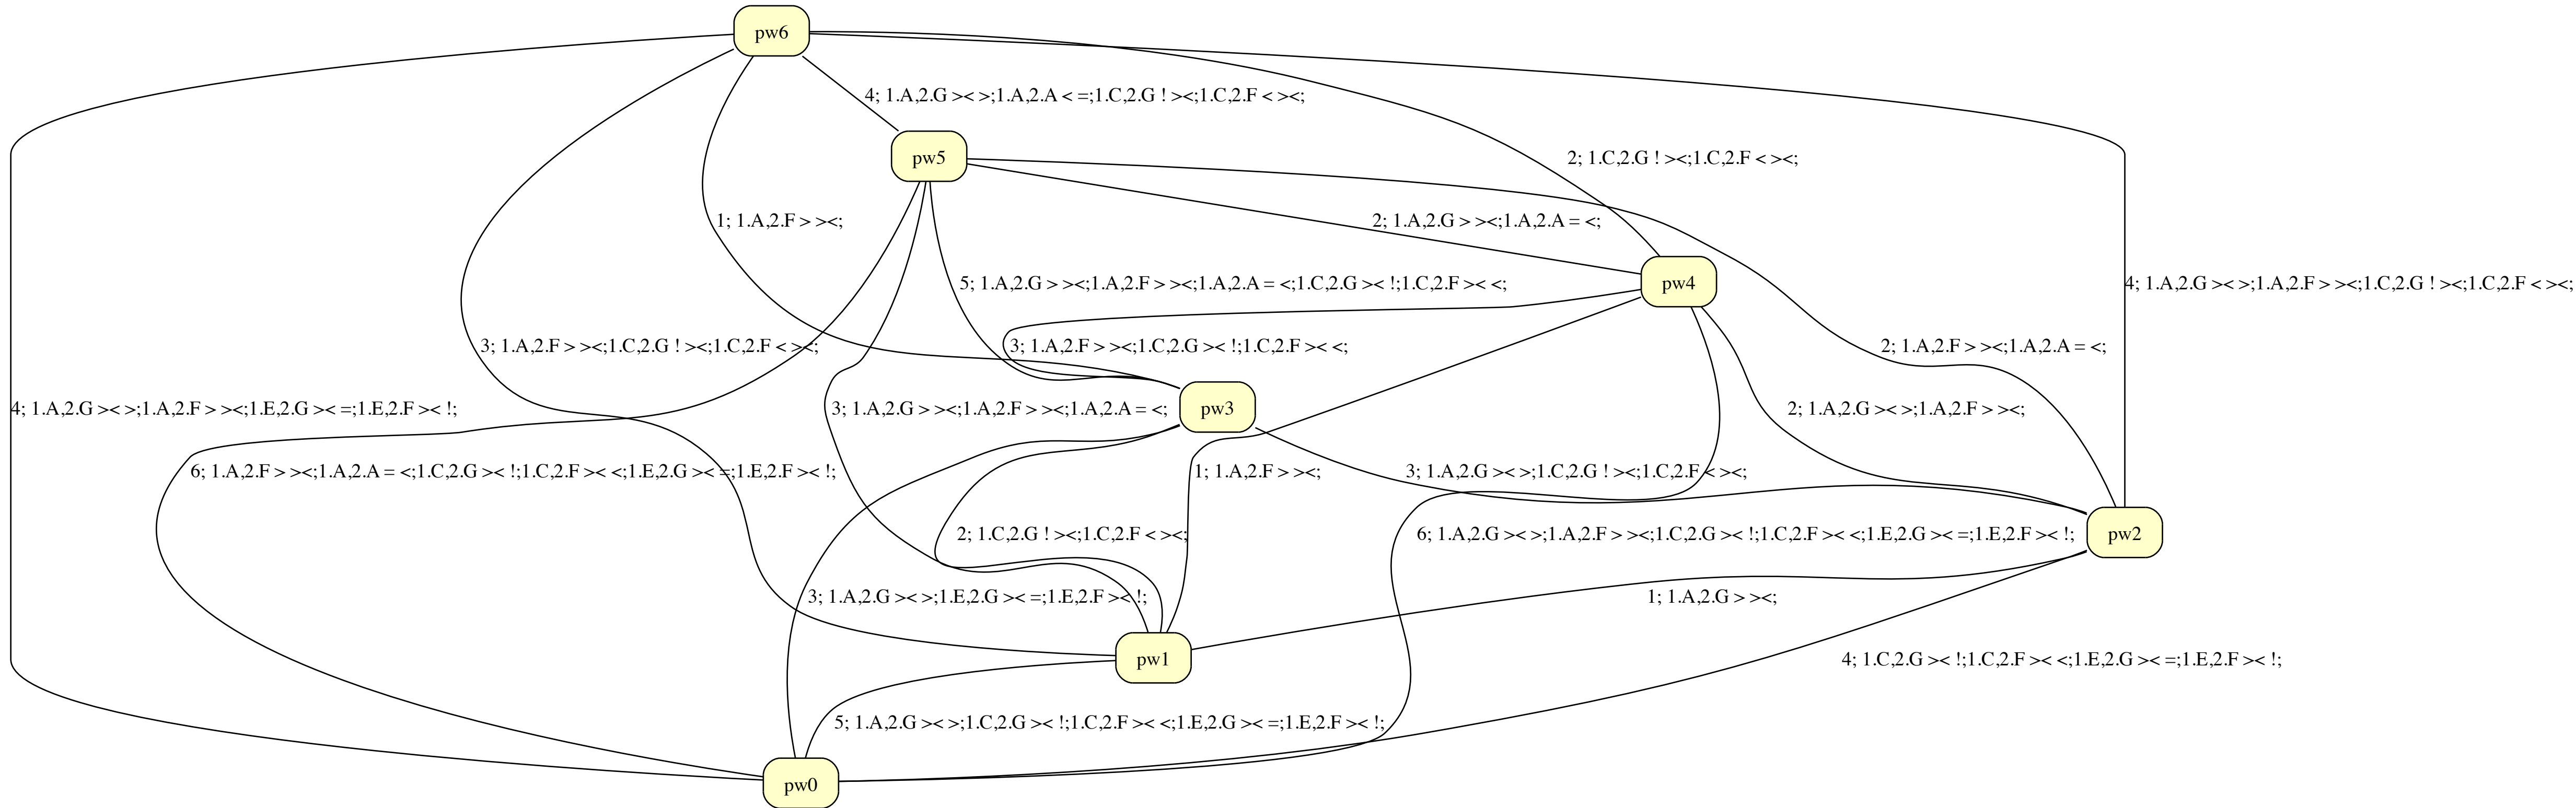 pw6
4; 1.A,2.G >< >;1.A,2.A < =;1.C,2.G ! ><;1.C,2.F < ><;
pw5
2; 1.C,2.G ! ><;1.C,2.F < ><;
1; 1.A,2.F > ><;
2; 1.A,2.G > ><;1.A,2.A = <;
5; 1.A,2.G > ><;1.A,2.F > ><;1.A,2.A = <;1.C,2.G >< !;1.C,2.F >< <;
pw4
4; 1.A,2.G >< >;1.A,2.F > ><;1.C,2.G ! ><;1.C,2.F < ><;
3; 1.A,2.F > ><;1.C,2.G ! ><;1.C,2.F < ><;
3; 1.A,2.F > ><;1.C,2.G >< !;1.C,2.F >< <;
2; 1.A,2.F > ><;1.A,2.A = <;
4; 1.A,2.G >< >;1.A,2.F > ><;1.E,2.G >< =;1.E,2.F >< !;
3; 1.A,2.G > ><;1.A,2.F > ><;1.A,2.A = <;
pw3
2; 1.A,2.G >< >;1.A,2.F > ><;
6; 1.A,2.F > ><;1.A,2.A = <;1.C,2.G >< !;1.C,2.F >< <;1.E,2.G >< =;1.E,2.F >< !;
1; 1.A,2.F > ><;
3; 1.A,2.G >< >;1.C,2.G ! ><;1.C,2.F < ><;
2; 1.C,2.G ! ><;1.C,2.F < ><;
6; 1.A,2.G >< >;1.A,2.F > ><;1.C,2.G >< !;1.C,2.F >< <;1.E,2.G >< =;1.E,2.F >< !;
pw2
3; 1.A,2.G >< >;1.E,2.G >< =;1.E,2.F >< !;
1; 1.A,2.G > ><;
pw1
4; 1.C,2.G >< !;1.C,2.F >< <;1.E,2.G >< =;1.E,2.F >< !;
5; 1.A,2.G >< >;1.C,2.G >< !;1.C,2.F >< <;1.E,2.G >< =;1.E,2.F >< !;
pw0